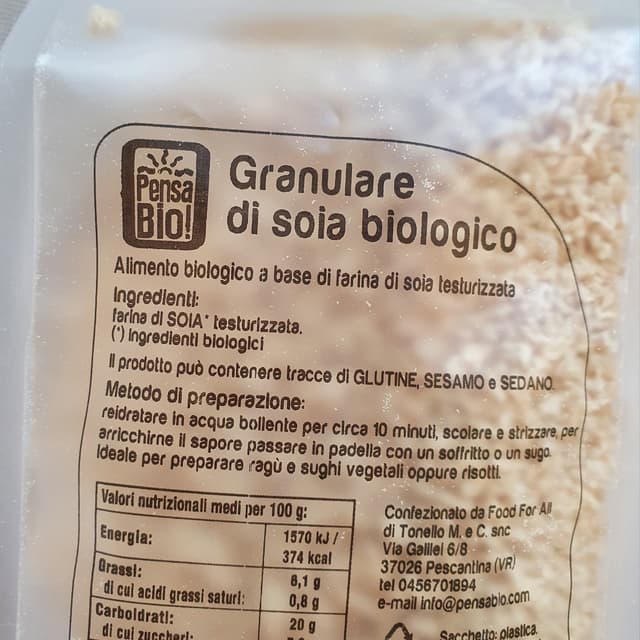 Pensa
Bio!
Granulare
di soia biologico
Alimento biologico a base di farina di soia testurizzata
Ingredienti:
farina di SOIA* testurizzata.
(*) Ingredienti biologici
Il prodotto può contenere tracce di GLUTINE, SESAMO e SEDANO.
Metodo di preparazione:
reidratare in acqua bollente per circa 10 minuti, scolare e strizzare, per
arricchirne il sapore passare in padella con un soffritto o un sugo.
Ideale per preparare ragù e sughi vegetali oppure risotti.
Valori nutrizionali medi per 100 g:
Energia: 1570 kJ /
374 kcal
Grassi: 8,1 g
di cui acidi grassi saturi: 0,8 g
Carboidrati: 20 g
di cui zuccheri:
Confezionato da Food For All
di Tonello M. e C. snc
Via Galilei 6/8
37026 Pescantina (VR)
tel 0456701894
e-mail info@pensabio.com
Sacchetto: plastica.